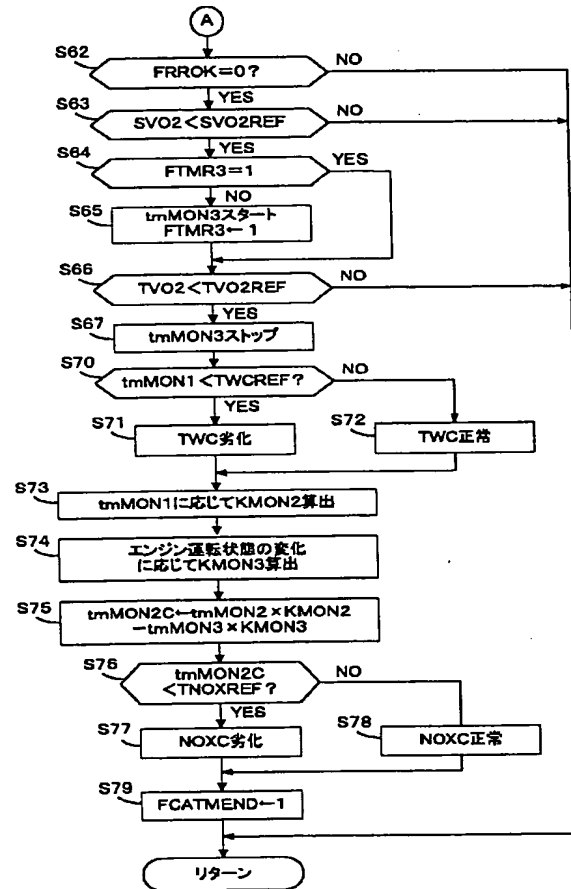 A
S62
FRROK=0?
NO
YES
S63
SVO2<SVO2REF
NO
YES
S64
FTMR3=1
YES
NO
S65
tmMON3スタート
FTMR3←1
S66
TVO2<TVO2REF
NO
YES
S67
tmMON3ストップ
S70
tmMON1<TWCREF?
NO
YES
S71
TWC劣化
S72
TWC正常
S73
tmMON1に応じてKMON2算出
S74
エンジン運転状態の変化
に応じてKMON3算出
S75
tmMON2C←tmMON2×KMON2
−tmMON3×KMON3
S76
tmMON2C
<TNOXREF?
NO
YES
S77
NOXC劣化
S78
NOXC正常
S79
FCATMEND←1
リターン